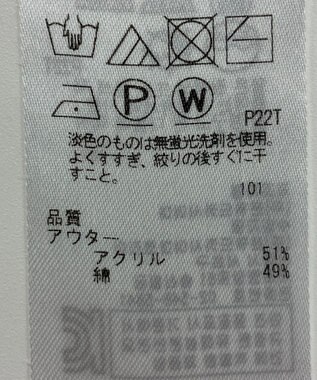 P
W
P22T
淡色のものは無蛍光洗剤を使用。
よくすすぎ、絞りの後すぐに干
すこと。
101
品質
アウター
アクリル 51%
綿 49%